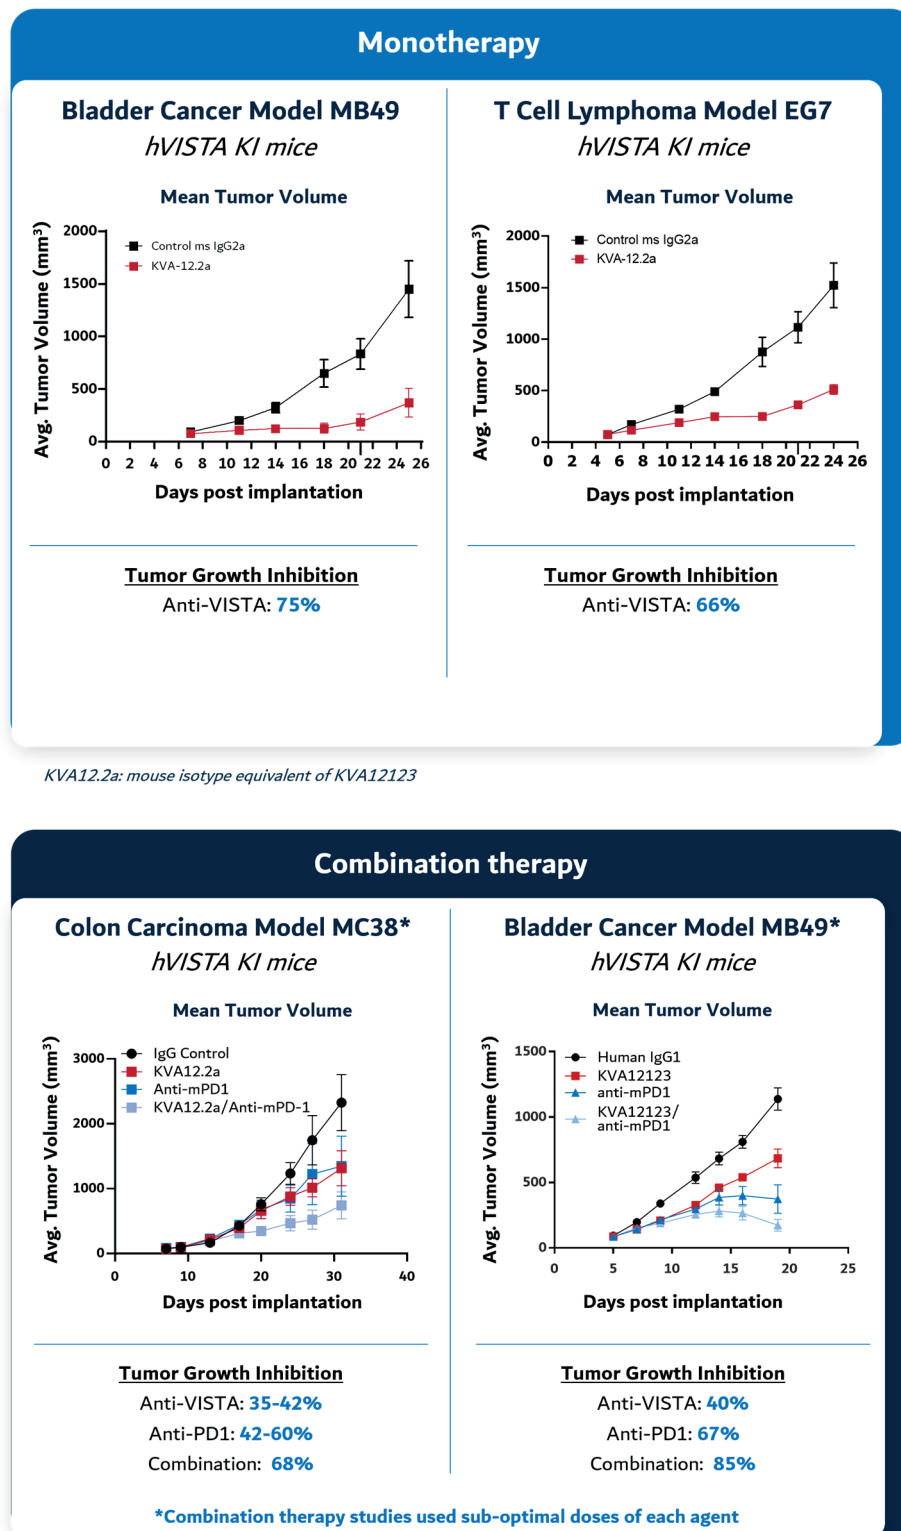 Monotherapy
Bladder Cancer Model MB49
hVISTA KI mice
Mean Tumor Volume
Avg. Tumor Volume (mm³)
2000
1500
1000
500
0
Control ms IgG2a
KVA-12.2a
0 2 4 6 8 10 12 14 16 18 20 22 24 26
Days post implantation
Tumor Growth Inhibition
Anti-VISTA: 75%
T Cell Lymphoma Model EG7
hVISTA KI mice
Mean Tumor Volume
Avg. Tumor Volume (mm³)
2000
1500
1000
500
0
Control ms IgG2a
KVA-12.2a
0 2 4 6 8 10 12 14 16 18 20 22 24 26
Days post implantation
Tumor Growth Inhibition
Anti-VISTA: 66%
KVA12.2a: mouse isotype equivalent of KVA12123
Combination therapy
Colon Carcinoma Model MC38*
hVISTA KI mice
Mean Tumor Volume
Avg. Tumor Volume (mm³)
3000
2000
1000
0
IgG Control
KVA12.2a
Anti-mPD1
KVA12.2a/Anti-mPD-1
0 10 20 30 40
Days post implantation
Tumor Growth Inhibition
Anti-VISTA: 35-42%
Anti-PD1: 42-60%
Combination: 68%
Bladder Cancer Model MB49*
hVISTA KI mice
Mean Tumor Volume
Avg. Tumor Volume (mm³)
1500
1000
500
0
Human IgG1
KVA12123
anti-mPD1
KVA12123/
anti-mPD1
0 5 10 15 20 25
Days post implantation
Tumor Growth Inhibition
Anti-VISTA: 40%
Anti-PD1: 67%
Combination: 85%
*Combination therapy studies used sub-optimal doses of each agent